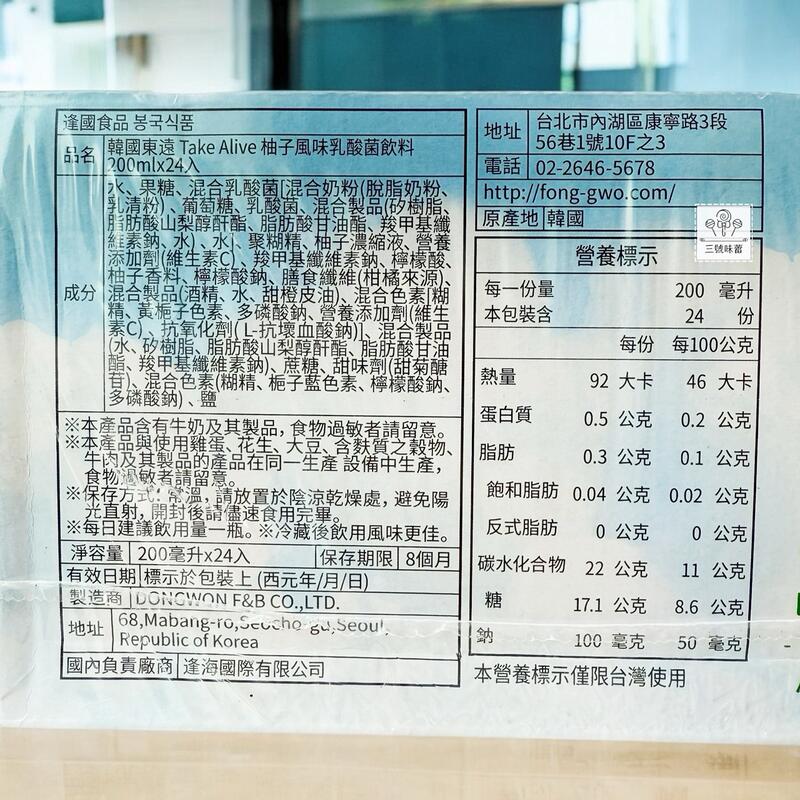 逢國食品 봉국식품
品名
韓國東遠 Take Alive 柚子風味乳酸菌飲料
200mlx24入
成分
水、果糖、混合乳酸菌[混合奶粉(脫脂奶粉、
乳清粉)、葡萄糖、乳酸菌、混合製品(矽樹脂、
脂肪酸山梨醇酐酯、脂肪酸甘油酯、羧甲基纖
維素鈉、水)、水]、聚糊精、柚子濃縮液、營養
添加劑(維生素C)、羧甲基纖維素鈉、檸檬酸、
柚子香料、檸檬酸鈉、膳食纖維(柑橘來源)、
混合製品(酒精、水、甜橙皮油)、混合色素[糊
精、黃梔子色素、多磷酸鈉、營養添加劑(維生
素C)、抗氧化劑(L-抗壞血酸鈉)]、混合製品
(水、矽樹脂、脂肪酸山梨醇酐酯、脂肪酸甘油
酯、羧甲基纖維素鈉)、蔗糖、甜味劑(甜菊醣
苷)、混合色素(糊精、梔子藍色素、檸檬酸鈉、
多磷酸鈉)、鹽
※本產品含有牛奶及其製品,食物過敏者請留意。
※本產品與使用雞蛋、花生、大豆、含麩質之穀物、
牛肉及其製品的產品在同一生產 設備中生產,
食物過敏者請留意。
※保存方式: 常溫, 請放置於陰涼乾燥處, 避免陽
光直射, 開封後請儘速食用完畢。
※每日建議飲用量一瓶。※冷藏後飲用風味更佳。
淨容量 200毫升x24入 保存期限 8個月
有效日期 標示於包裝上 (西元年/月/日)
製造商 DONGWON F&B CO.,LTD.
地址
68,Mabang-ro,Seocho-gu,Seoul,
Republic of Korea
國內負責廠商 逢海國際有限公司
地址
台北市內湖區康寧路3段
56巷1號10F之3
電話 02-2646-5678
http://fong-gwo.com/
原產地 韓國
三號味蕾
營養標示
每一份量 200 毫升
本包裝含 24 份
每份 每100公克
熱量 92 大卡 46 大卡
蛋白質 0.5 公克 0.2 公克
脂肪 0.3 公克 0.1 公克
飽和脂肪 0.04 公克 0.02 公克
反式脂肪 0 公克 0 公克
碳水化合物 22 公克 11 公克
糖 17.1 公克 8.6 公克
鈉 100 毫克 50 毫克
本營養標示僅限台灣使用